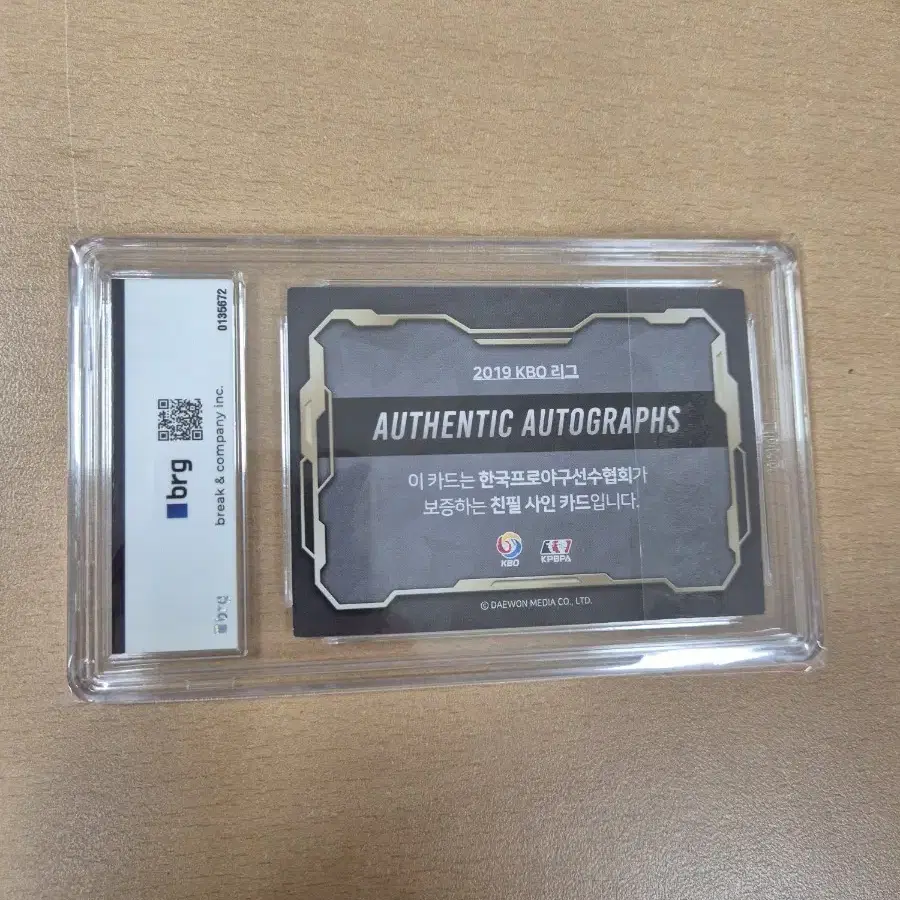 0135672
brg
break & company inc.
2019 KBO 리그
AUTHENTIC AUTOGRAPHS
이 카드는 한국프로야구선수협회가
보증하는 친필 사인 카드입니다.
KBO
KPBPA
© DAEWON MEDIA CO., LTD.